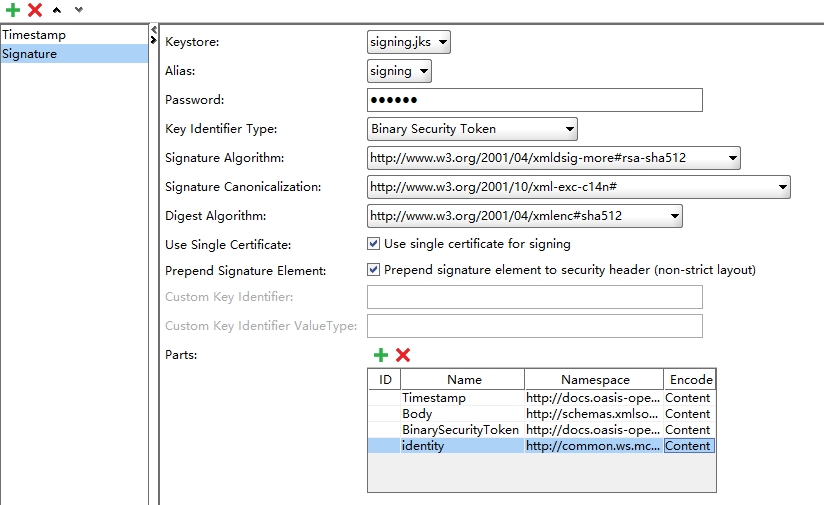 Timestamp
Signature
Keystore: signing.jks
Alias: signing
Password: ●●●●●●
Key Identifier Type: Binary Security Token
Signature Algorithm: http://www.w3.org/2001/04/xmldsig-more#rsa-sha512
Signature Canonicalization: http://www.w3.org/2001/10/xml-exc-c14n#
Digest Algorithm: http://www.w3.org/2001/04/xmlenc#sha512
Use Single Certificate: Use single certificate for signing
Prepend Signature Element: Prepend signature element to security header (non-strict layout)
Custom Key Identifier:
Custom Key Identifier ValueType:
Parts:
ID Name Namespace Encode
Timestamp http://docs.oasis-ope... Content
Body http://schemas.xmlso... Content
BinarySecurityToken http://docs.oasis-ope... Content
identity http://common.ws.mc... Content